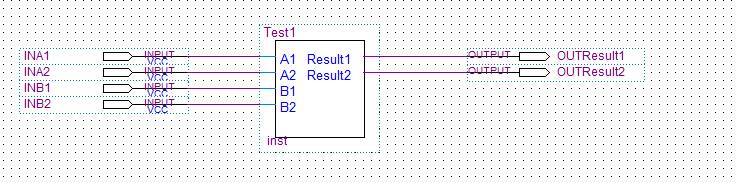 Test1
INA1 INPUT VCC A1 Result1 OUTPUT OUTResult1
INA2 INPUT VCC A2 Result2 OUTPUT OUTResult2
INB1 INPUT VCC B1
INB2 INPUT VCC B2
inst